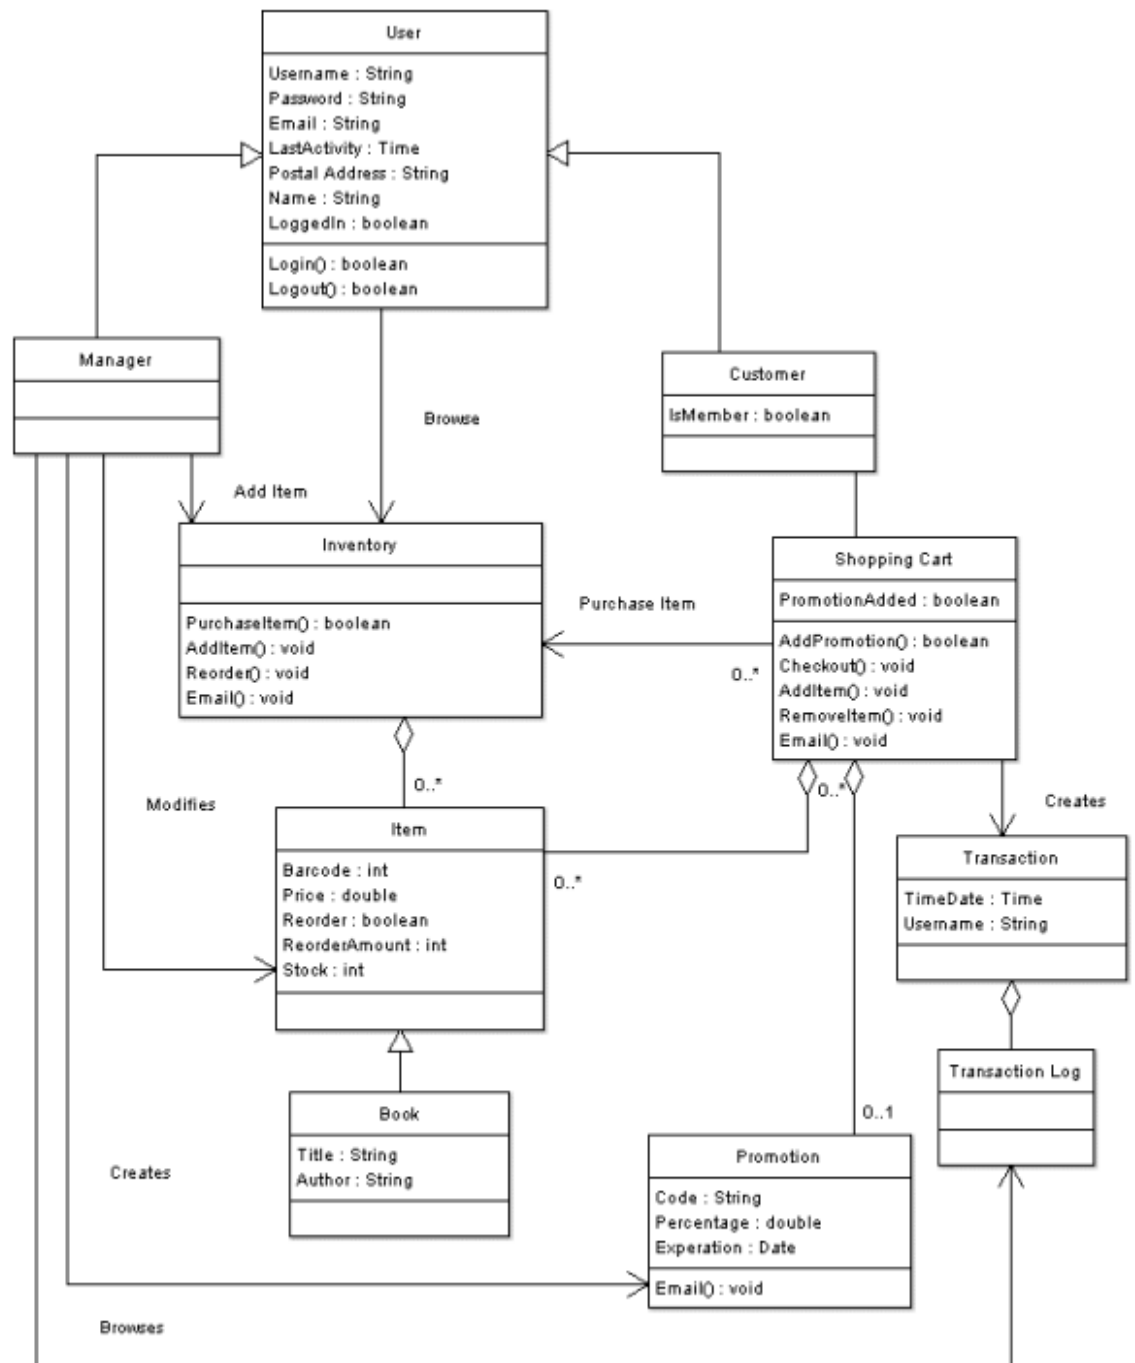 User
Username : String
Password : String
Email : String
LastActivity : Time
Postal Address : String
Name : String
LoggedIn : boolean
Login() : boolean
Logout() : boolean
Manager
Customer
IsMember : boolean
Browse
Add Item
Inventory
PurchaseItem() : boolean
AddItem() : void
Reorder() : void
Email() : void
Purchase Item
0..*
Shopping Cart
PromotionAdded : boolean
AddPromotion() : boolean
Checkout() : void
AddItem() : void
RemoveItem() : void
Email() : void
0..*
0..*
Modifies
Creates
Item
Barcode : int
Price : double
Reorder : boolean
ReorderAmount : int
Stock : int
0..*
Transaction
TimeDate : Time
Username : String
Transaction Log
Book
Title : String
Author : String
0..1
Creates
Promotion
Code : String
Percentage : double
Experation : Date
Email() : void
Browses